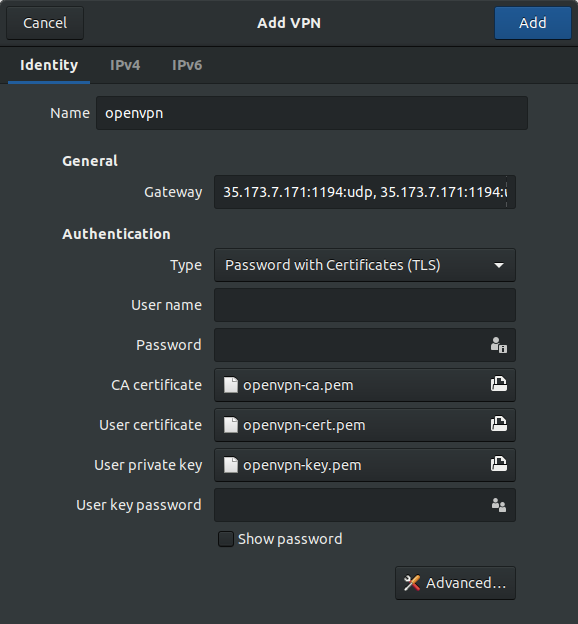 Cancel Add VPN Add
Identity IPv4 IPv6
Name openvpn
General
Gateway 35.173.7.171:1194:udp, 35.173.7.171:1194:
Authentication
Type Password with Certificates (TLS)
User name
Password
CA certificate openvpn-ca.pem
User certificate openvpn-cert.pem
User private key openvpn-key.pem
User key password
Show password
Advanced...